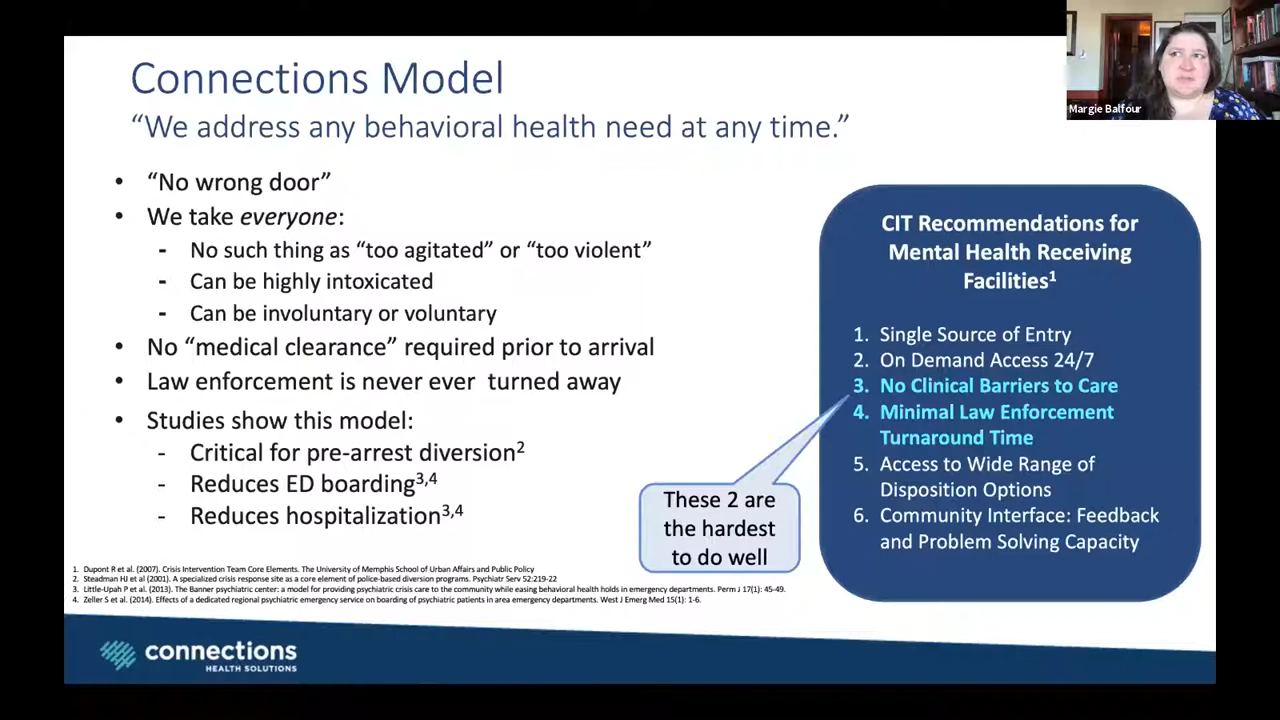 Connections Model
“We address any behavioral health need at any time.”
• “No wrong door”
• We take everyone:
- No such thing as “too agitated” or “too violent”
- Can be highly intoxicated
- Can be involuntary or voluntary
• No “medical clearance” required prior to arrival
• Law enforcement is never ever turned away
• Studies show this model:
- Critical for pre-arrest diversion2
- Reduces ED boarding3,4
- Reduces hospitalization3,4
CIT Recommendations for
Mental Health Receiving
Facilities1
1. Single Source of Entry
2. On Demand Access 24/7
3. No Clinical Barriers to Care
4. Minimal Law Enforcement
Turnaround Time
5. Access to Wide Range of
Disposition Options
6. Community Interface: Feedback
and Problem Solving Capacity
These 2 are
the hardest
to do well
1. Dupont R et al. (2007). Crisis Intervention Team Core Elements. The University of Memphis School of Urban Affairs and Public Policy
2. Steadman HJ et al (2001). A specialized crisis response site as a core element of police-based diversion programs. Psychiatr Serv 52:219-22
3. Little-Upah P et al. (2013). The Banner psychiatric center: a model for providing psychiatric crisis care to the community while easing behavioral health holds in emergency departments. Perm J 17(1): 45-49.
4. Zeller S et al. (2014). Effects of a dedicated regional psychiatric emergency service on boarding of psychiatric patients in area emergency departments. West J Emerg Med 15(1): 1-6.
connections
HEALTH SOLUTIONS
Margie Balfour